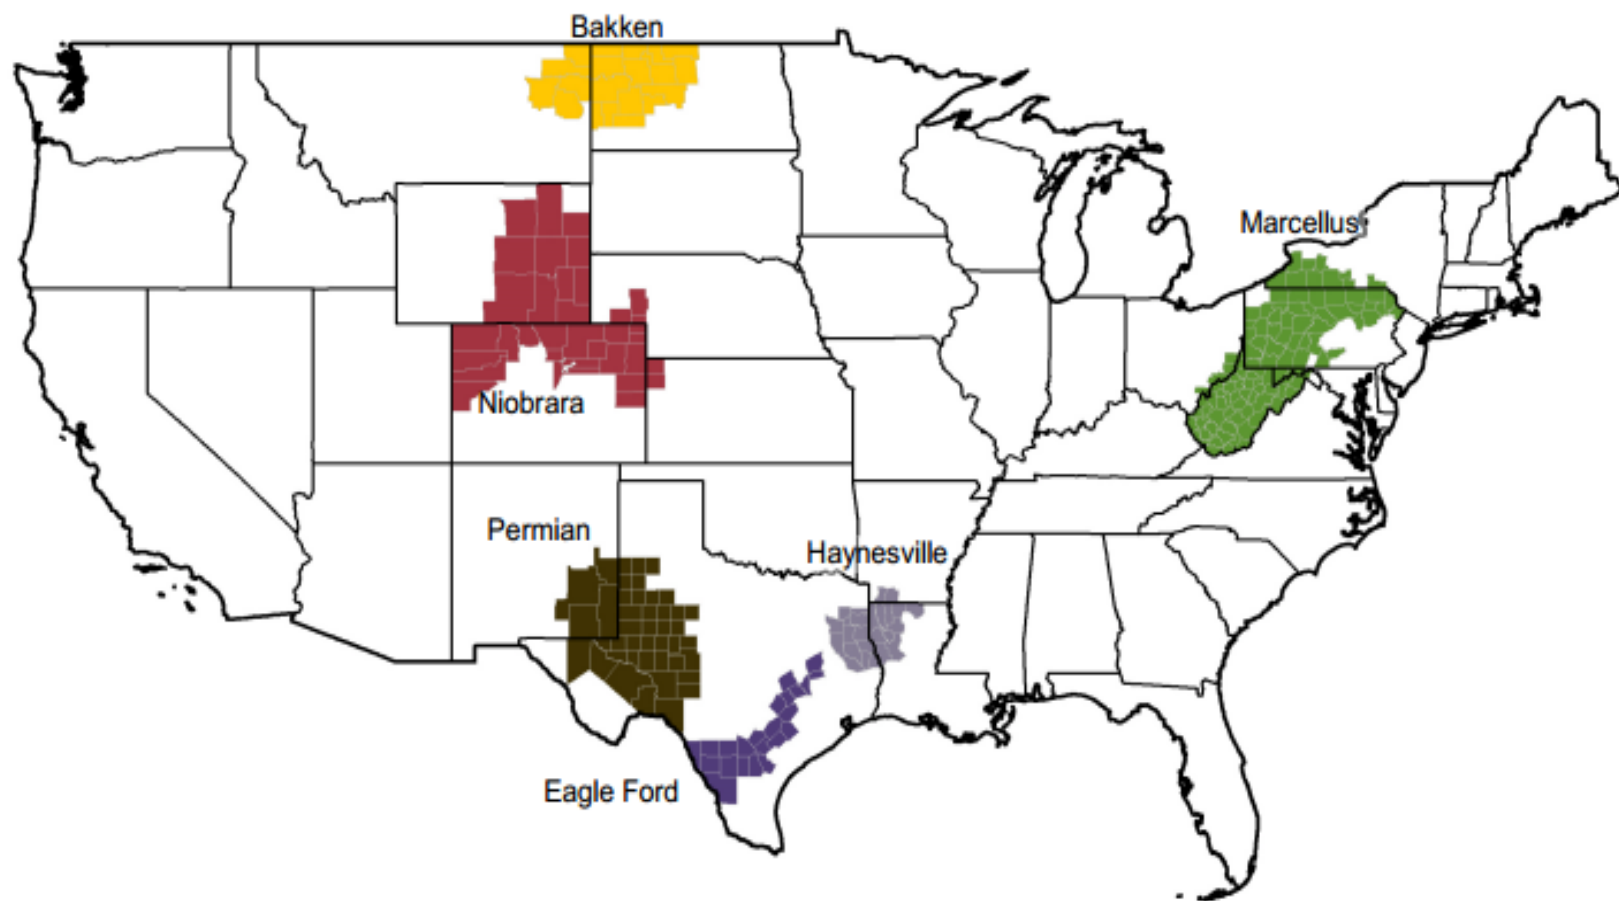 Bakken
Marcellus
Niobrara
Permian
Haynesville
Eagle Ford